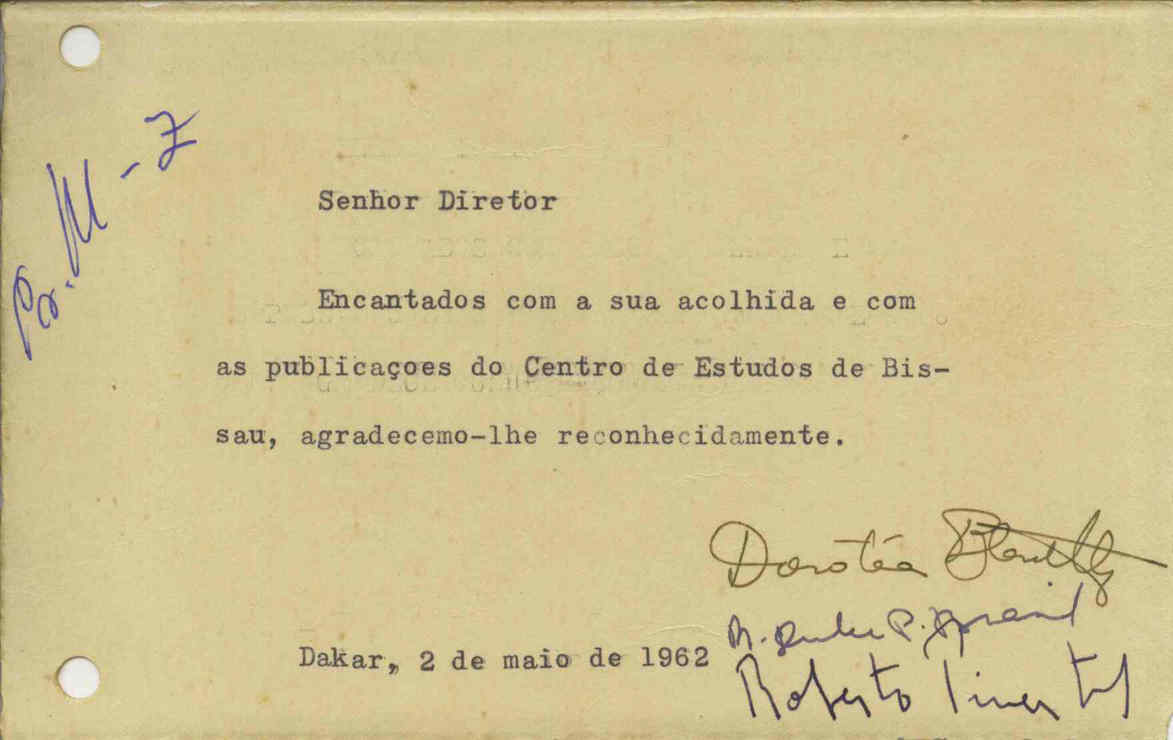 Pr. M - Z
Senhor Diretor
Encantados com a sua acolhida e com
as publicaçoes do Centro de Estudos de Bis-
sau, agradecemo-lhe reconhecidamente.
Dorotéa
Dakar, 2 de maio de 1962
Roberto